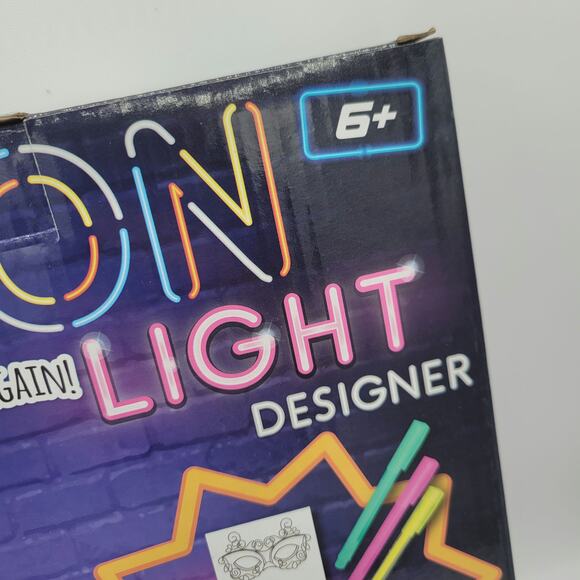 6+
ON
LIGHT
GAIN!
DESIGNER